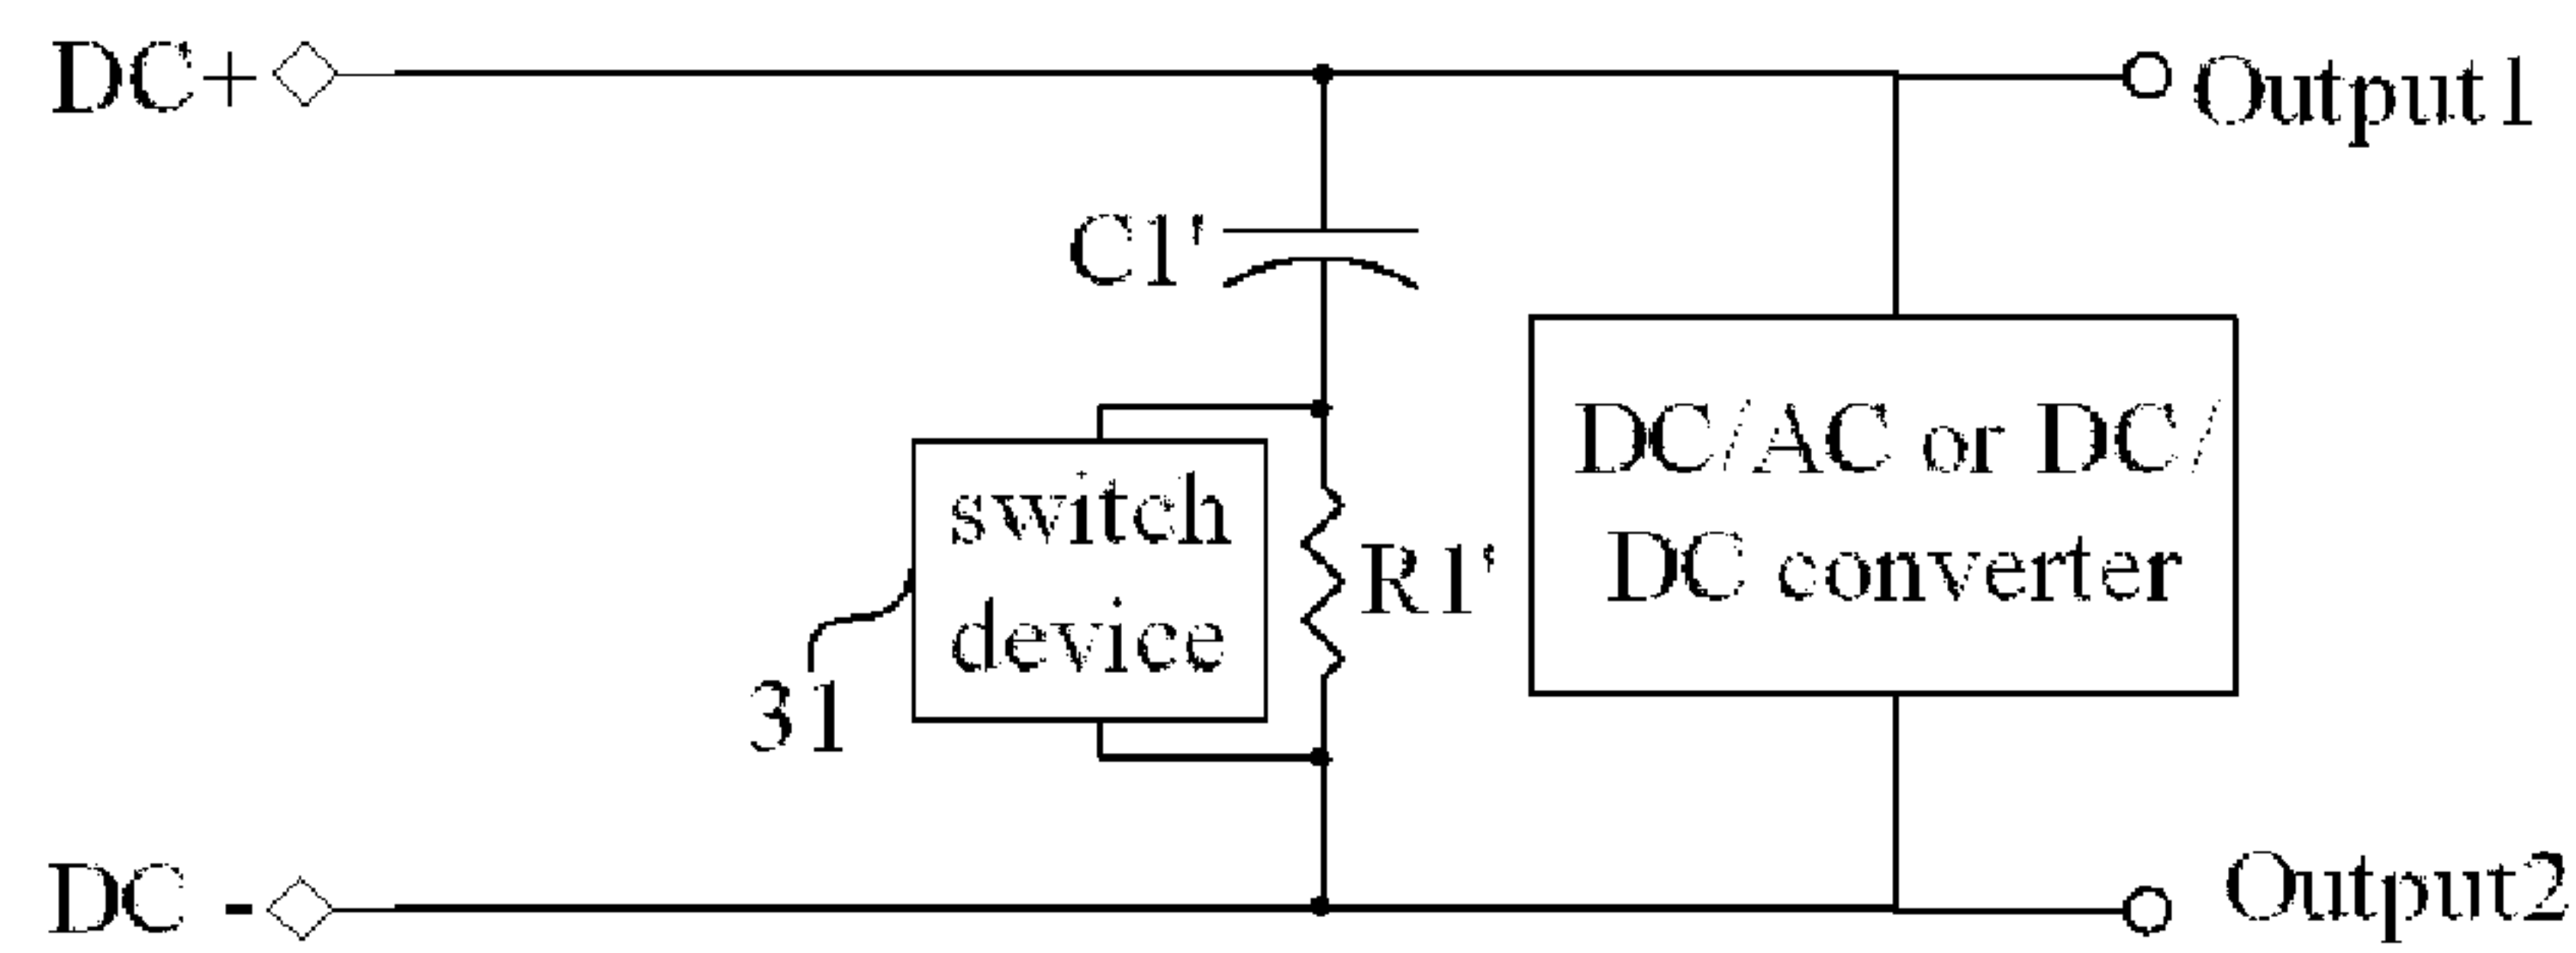 DC+
Output1
C1'
switch
device
R1'
DC/AC or DC/
DC converter
31
DC -
Output2